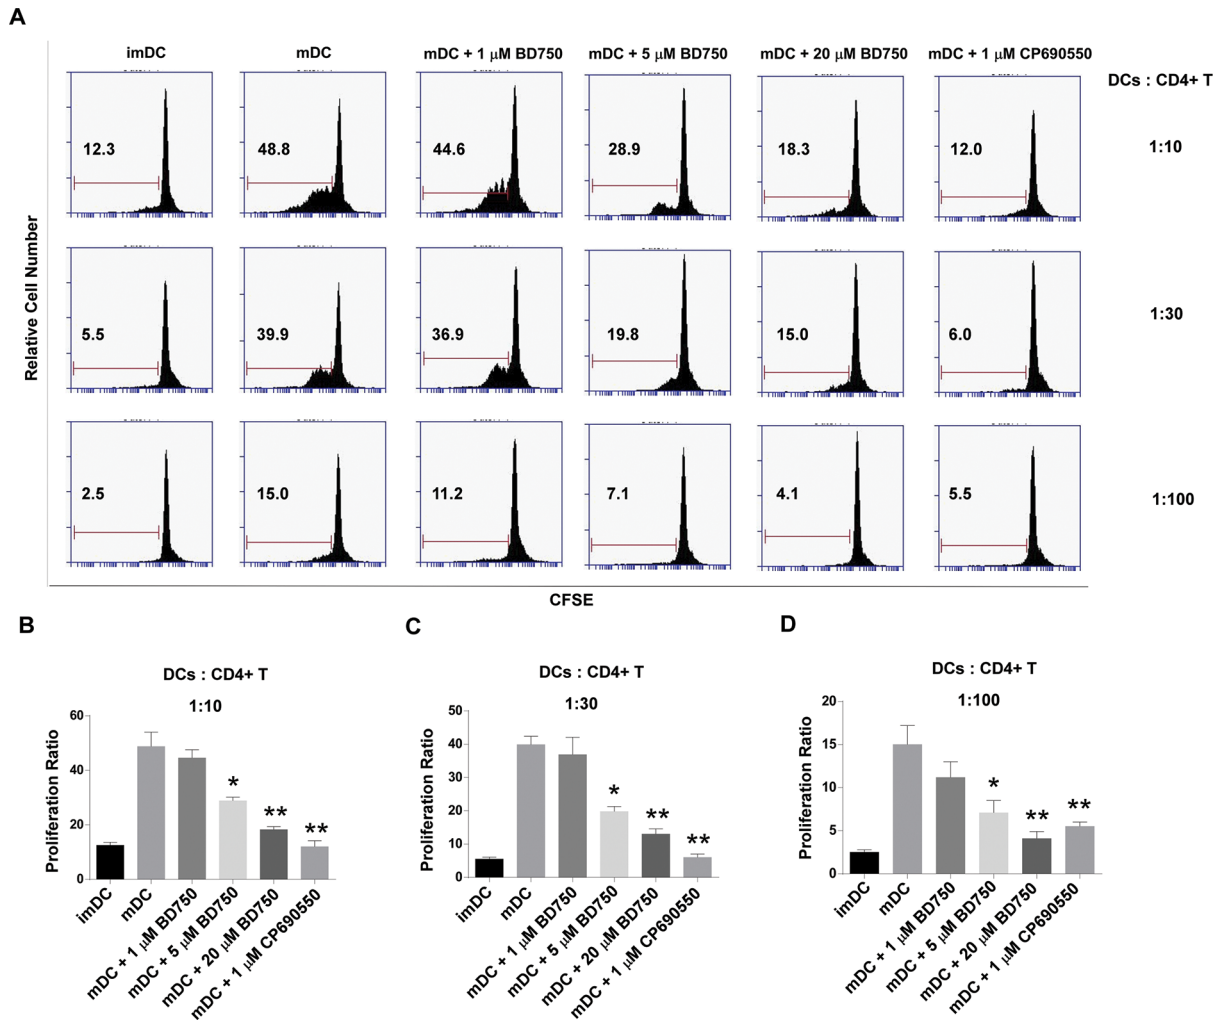 A
imDC
mDC
mDC + 1 μM BD750
mDC + 5 μM BD750
mDC + 20 μM BD750
mDC + 1 μM CP690550
DCs : CD4+ T
12.3
48.8
44.6
28.9
18.3
12.0
1:10
5.5
39.9
36.9
19.8
15.0
6.0
1:30
2.5
15.0
11.2
7.1
4.1
5.5
1:100
Relative Cell Number
CFSE
B
DCs : CD4+ T
1:10
Proliferation Ratio
60
40
20
0
*
**
**
imDC
mDC
mDC + 1 μM BD750
mDC + 5 μM BD750
mDC + 20 μM BD750
mDC + 1 μM CP690550
C
DCs : CD4+ T
1:30
Proliferation Ratio
50
40
30
20
10
0
*
**
**
imDC
mDC
mDC + 1 μM BD750
mDC + 5 μM BD750
mDC + 20 μM BD750
mDC + 1 μM CP690550
D
DCs : CD4+ T
1:100
Proliferation Ratio
20
15
10
5
0
*
**
**
imDC
mDC
mDC + 1 μM BD750
mDC + 5 μM BD750
mDC + 20 μM BD750
mDC + 1 μM CP690550